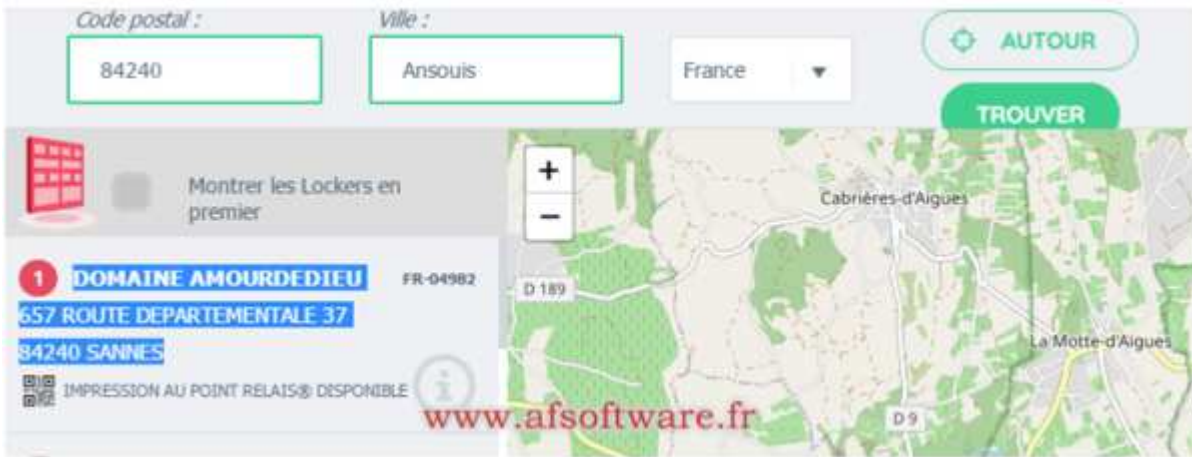 Code postal :
Ville :
84240
Ansouis
France
AUTOUR
TROUVER
Montrer les Lockers en
premier
1 DOMAINE AMOURDEDIEU FR-04982
657 ROUTE DEPARTEMENTALE 37
84240 SANNES
IMPRESSION AU POINT RELAIS® DISPONIBLE
i
+
−
Cabrières-d'Aigues
D 189
La Motte-d'Aigues
D 9
www.afsoftware.fr